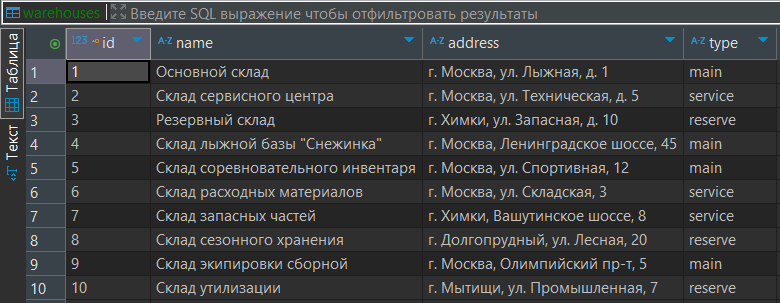 warehouses Введите SQL выражение чтобы отфильтровать результаты
Таблица
Текст
123 id A-Z name A-Z address A-Z type
1 1 Основной склад г. Москва, ул. Лыжная, д. 1 main
2 2 Склад сервисного центра г. Москва, ул. Техническая, д. 5 service
3 3 Резервный склад г. Химки, ул. Запасная, д. 10 reserve
4 4 Склад лыжной базы "Снежинка" г. Москва, Ленинградское шоссе, 45 main
5 5 Склад соревновательного инвентаря г. Москва, ул. Спортивная, 12 main
6 6 Склад расходных материалов г. Москва, ул. Складская, 3 service
7 7 Склад запасных частей г. Химки, Вашутинское шоссе, 8 service
8 8 Склад сезонного хранения г. Долгопрудный, ул. Лесная, 20 reserve
9 9 Склад экипировки сборной г. Москва, Олимпийский пр-т, 5 main
10 10 Склад утилизации г. Мытищи, ул. Промышленная, 7 reserve